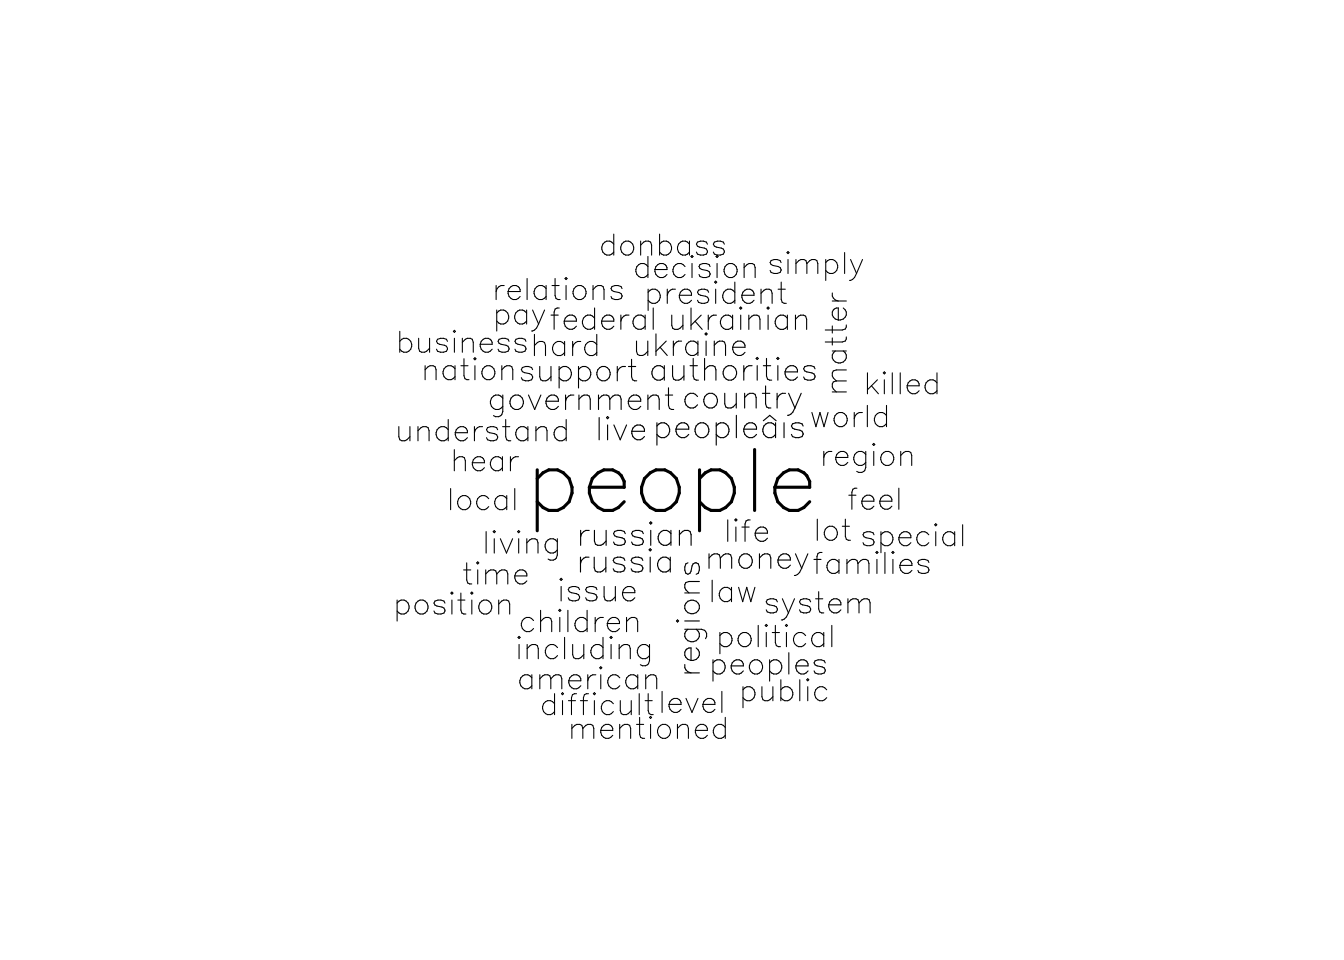 donbass
decision simply
relations president
pay federal ukrainian
matter
business hard ukraine
nation support authorities
killed
government country
world
understand live peopleâis
hear people region
local feel
living russian life lot special
russia money families
time issue regions law system
position
children
including political
american peoples
difficult level public
mentioned